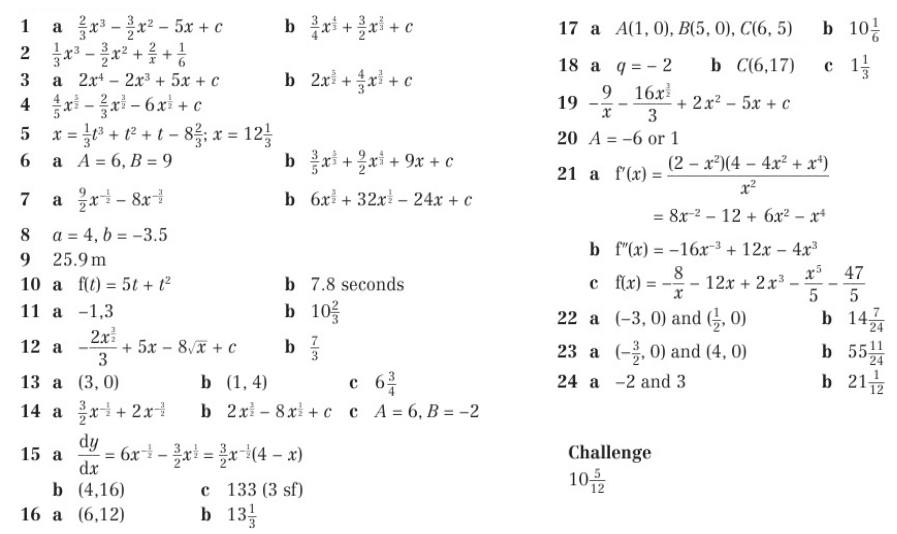 1 a 2/3x³ − 3/2x² − 5x + c b 3/4x^(4/3) + 3/2x^(2/3) + c
2 1/3x³ − 3/2x² + 2/x + 1/6
3 a 2x⁴ − 2x³ + 5x + c b 2x^(5/2) + 4/3x^(3/2) + c
4 4/5x^(5/2) − 2/3x^(3/2) − 6x^(1/2) + c
5 x = 1/3t³ + t² + t − 8 2/3; x = 12 1/3
6 a A = 6, B = 9 b 3/5x^(5/3) + 9/2x^(4/3) + 9x + c
7 a 9/2x^(−1/2) − 8x^(−3/2) b 6x^(3/2) + 32x^(1/2) − 24x + c
8 a = 4, b = −3.5
9 25.9 m
10 a f(t) = 5t + t² b 7.8 seconds
11 a −1,3 b 10 2/3
12 a −2x^(3/2)/3 + 5x − 8√x + c b 7/3
13 a (3, 0) b (1, 4) c 6 3/4
14 a 3/2x^(−1/2) + 2x^(−3/2) b 2x^(3/2) − 8x^(1/2) + c c A = 6, B = −2
15 a dy/dx = 6x^(−1/2) − 3/2x^(1/2) = 3/2x^(−1/2)(4 − x)
b (4,16) c 133 (3 sf)
16 a (6,12) b 13 1/3
17 a A(1, 0), B(5, 0), C(6, 5) b 10 1/6
18 a q = − 2 b C(6,17) c 1 1/3
19 −9/x − 16x^(3/2)/3 + 2x² − 5x + c
20 A = −6 or 1
21 a f′(x) = (2 − x²)(4 − 4x² + x⁴)/x²
= 8x⁻² − 12 + 6x² − x⁴
b f″(x) = −16x⁻³ + 12x − 4x³
c f(x) = −8/x − 12x + 2x³ − x⁵/5 − 47/5
22 a (−3, 0) and (1/2, 0) b 14 7/24
23 a (−3/2, 0) and (4, 0) b 55 11/24
24 a −2 and 3 b 21 1/12
Challenge
10 5/12